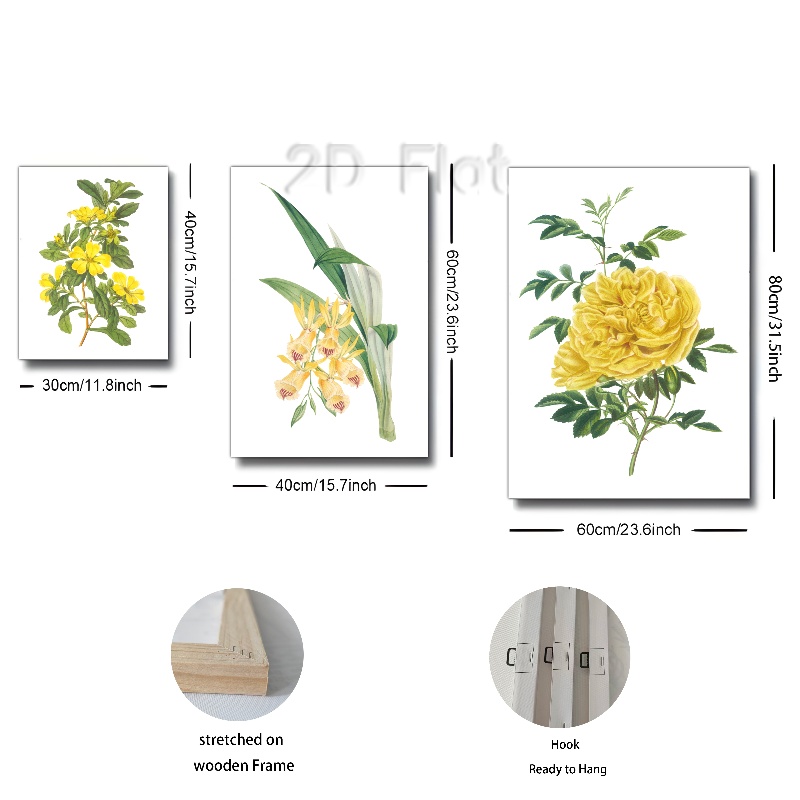 2D Flat
40cm/15.7inch
30cm/11.8inch
60cm/23.6inch
40cm/15.7inch
80cm/31.5inch
60cm/23.6inch
stretched on
wooden Frame
Hook
Ready to Hang